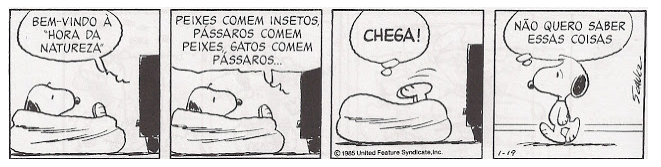 BEM-VINDO À
"HORA DA
NATUREZA"
PEIXES COMEM INSETOS,
PÁSSAROS COMEM
PEIXES, GATOS COMEM
PÁSSAROS...
CHEGA!
© 1985 United Feature Syndicate, Inc.
NÃO QUERO SABER
ESSAS COISAS
SCHULZ
1-19